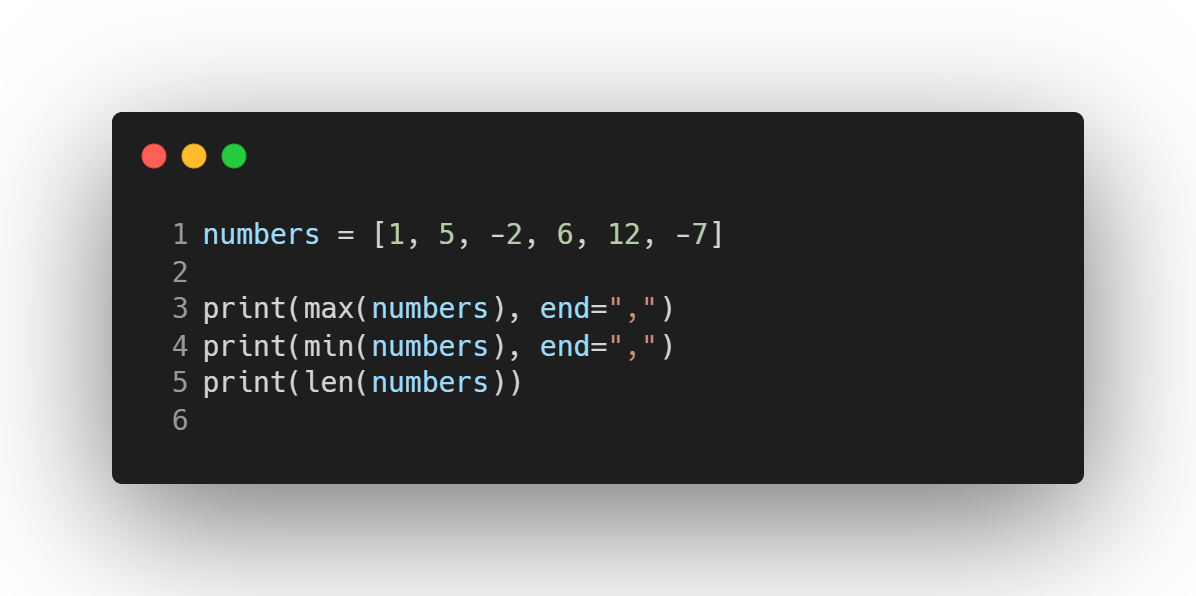 1 numbers = [1, 5, -2, 6, 12, -7]
2
3 print(max(numbers), end=",")
4 print(min(numbers), end=",")
5 print(len(numbers))
6